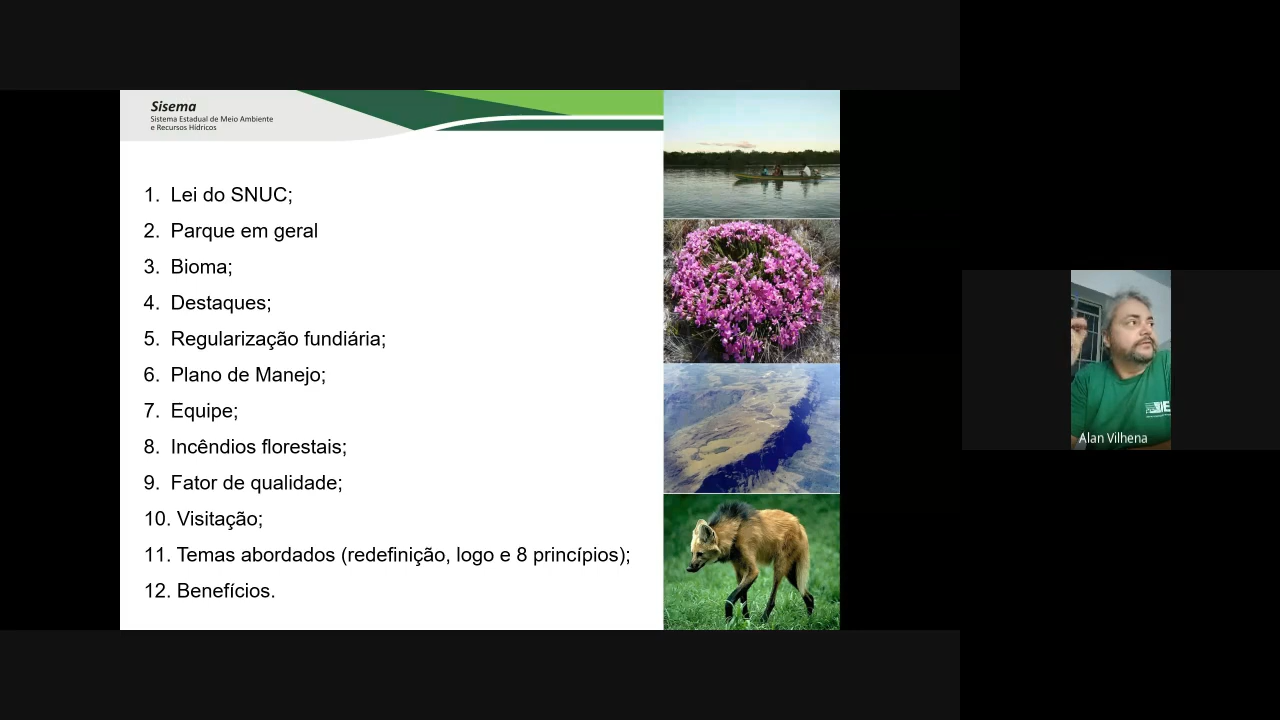 Sisema
Sistema Estadual de Meio Ambiente
e Recursos Hídricos
1. Lei do SNUC;
2. Parque em geral
3. Bioma;
4. Destaques;
5. Regularização fundiária;
6. Plano de Manejo;
7. Equipe;
8. Incêndios florestais;
9. Fator de qualidade;
10. Visitação;
11. Temas abordados (redefinição, logo e 8 princípios);
12. Benefícios.
Alan Vilhena